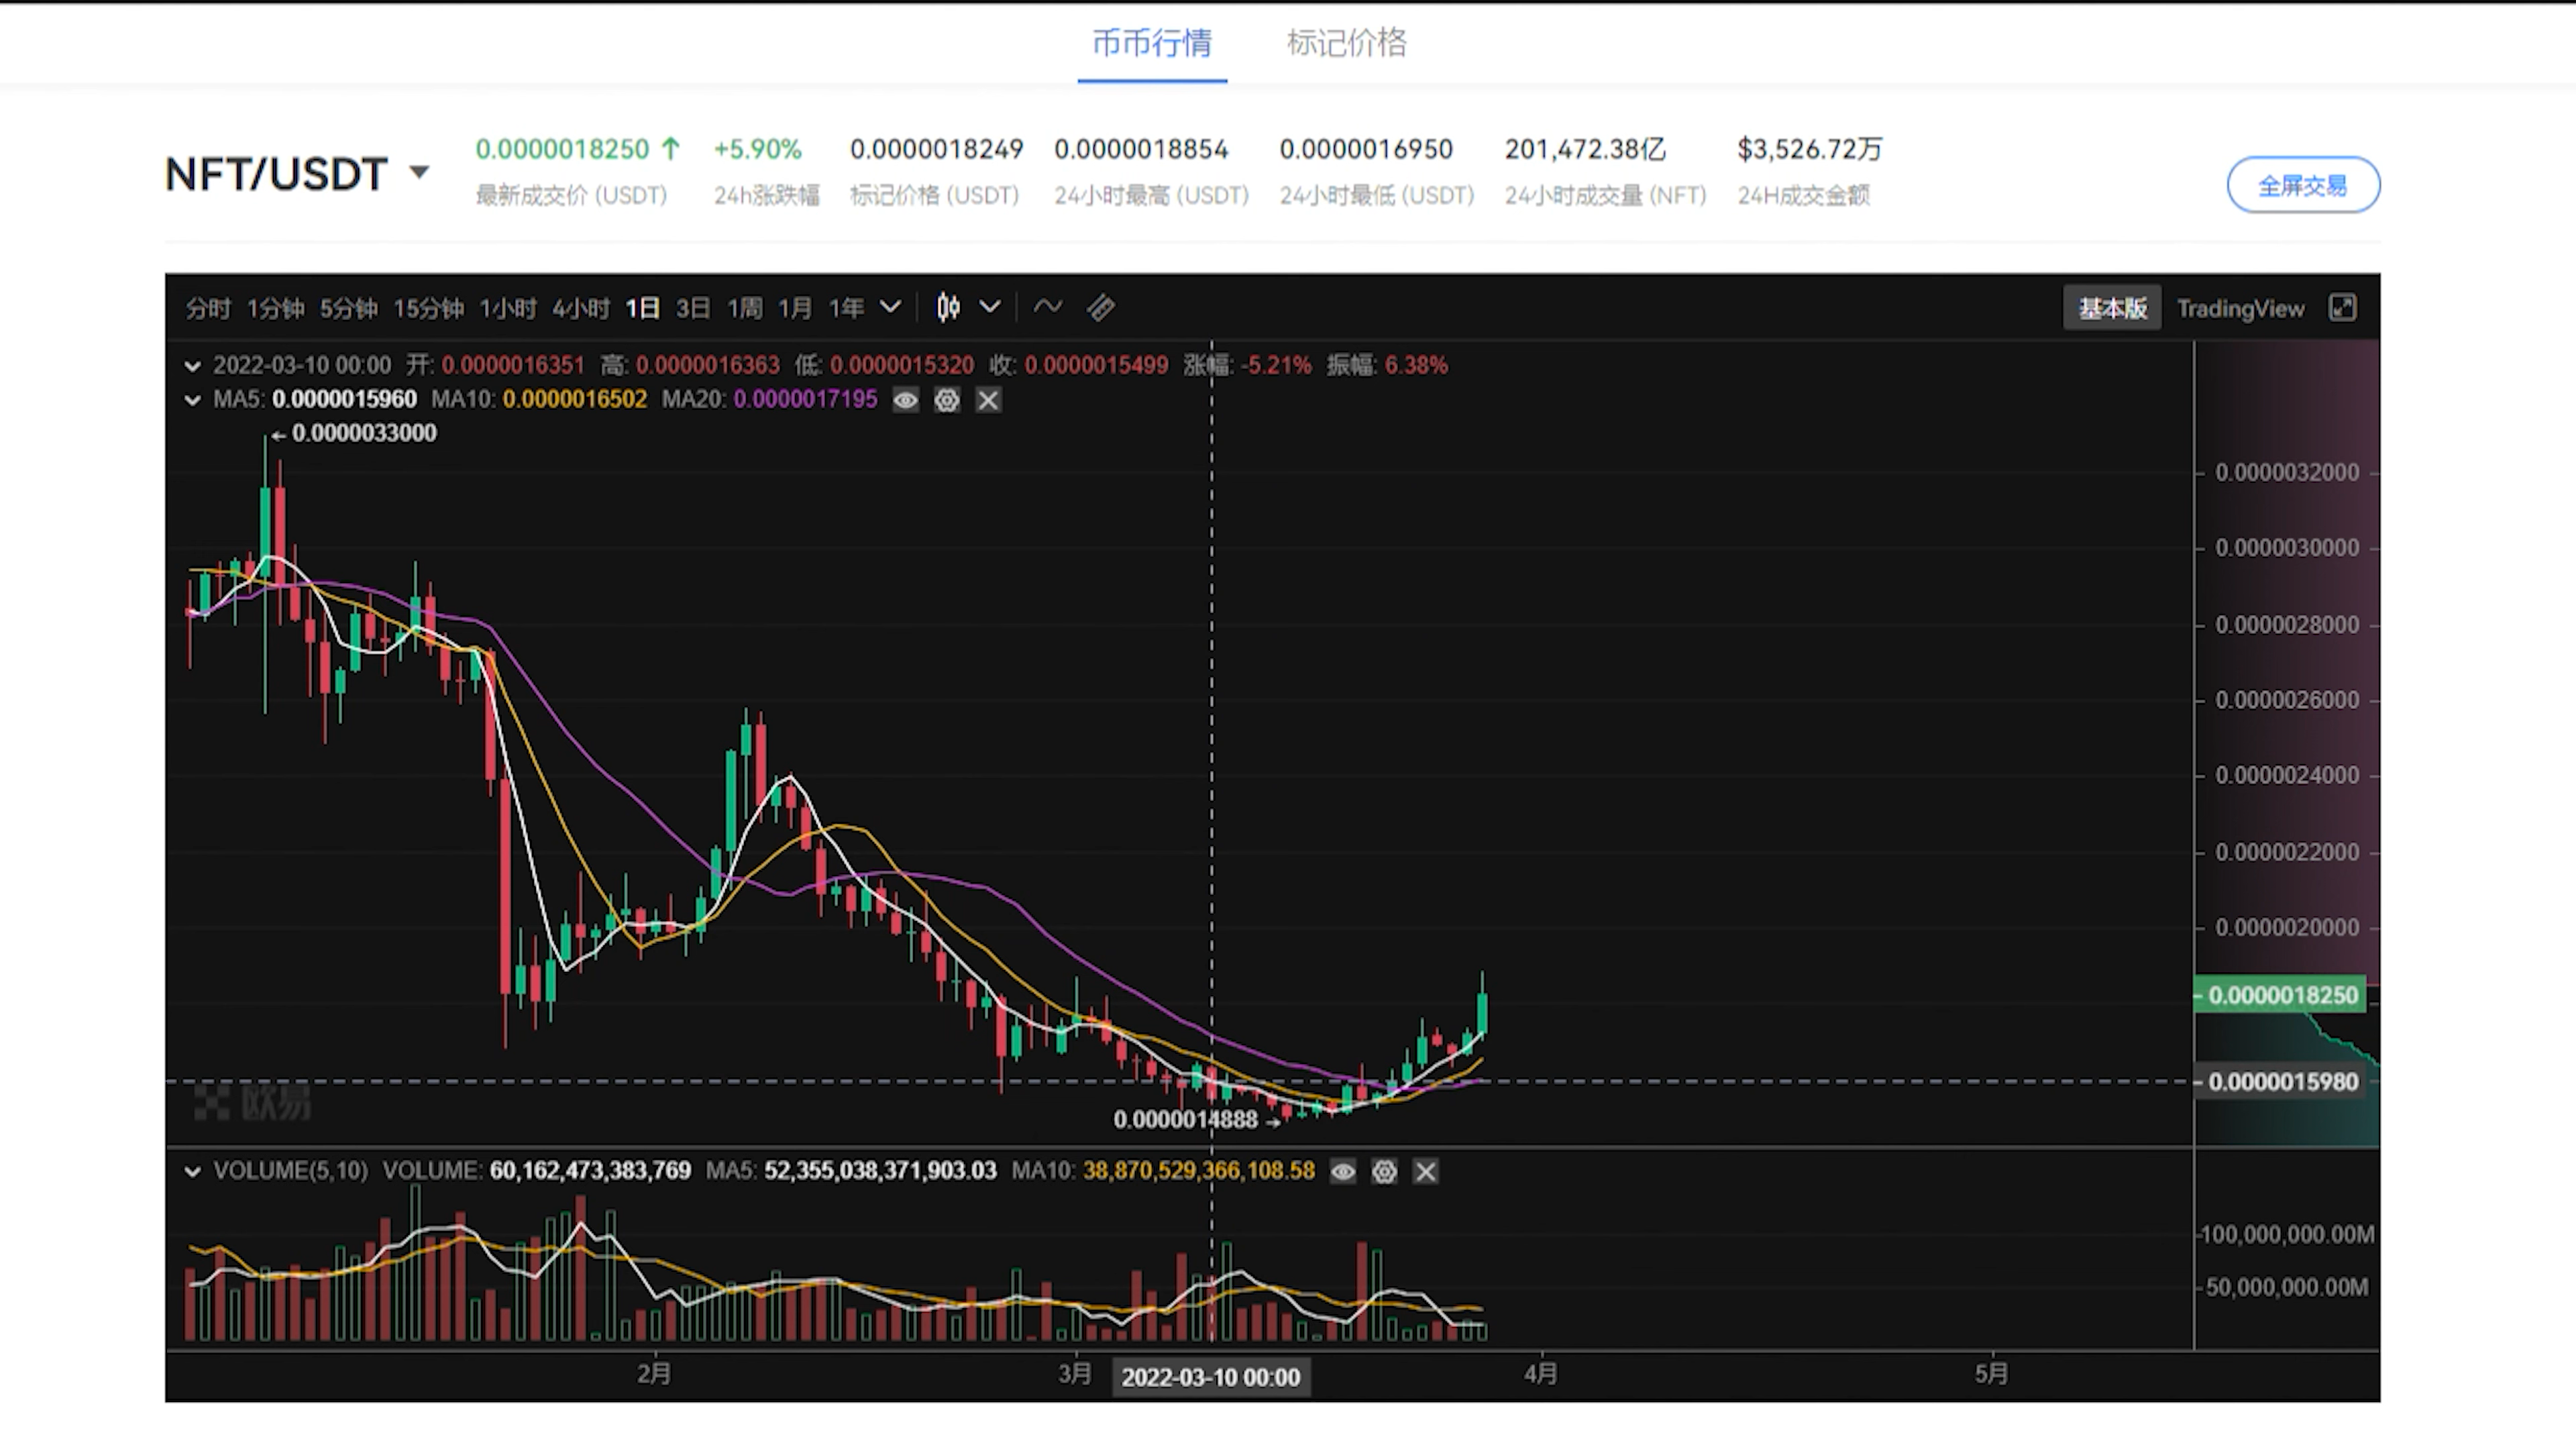 币币行情 标记价格
NFT/USDT 0.0000018250 ↑ +5.90% 0.0000018249 0.0000018854 0.0000016950 201,472.38亿 $3,526.72万
最新成交价 (USDT) 24h涨跌幅 标记价格 (USDT) 24小时最高 (USDT) 24小时最低 (USDT) 24小时成交量 (NFT) 24H成交金额
全屏交易
分时 1分钟 5分钟 15分钟 1小时 4小时 1日 3日 1周 1月 1年 基本版 TradingView
2022-03-10 00:00 开: 0.0000016351 高: 0.0000016363 低: 0.0000015320 收: 0.0000015499 涨幅: -5.21% 振幅: 6.38%
MA5: 0.0000015960 MA10: 0.0000016502 MA20: 0.0000017195
← 0.0000033000
0.0000032000
0.0000030000
0.0000028000
0.0000026000
0.0000024000
0.0000022000
0.0000020000
0.0000018250
0.0000015980
欧易
0.0000014888 →
VOLUME(5,10) VOLUME: 60,162,473,383,769 MA5: 52,355,038,371,903.03 MA10: 38,870,529,366,108.58
100,000,000.00M
50,000,000.00M
2月 3月 2022-03-10 00:00 4月 5月